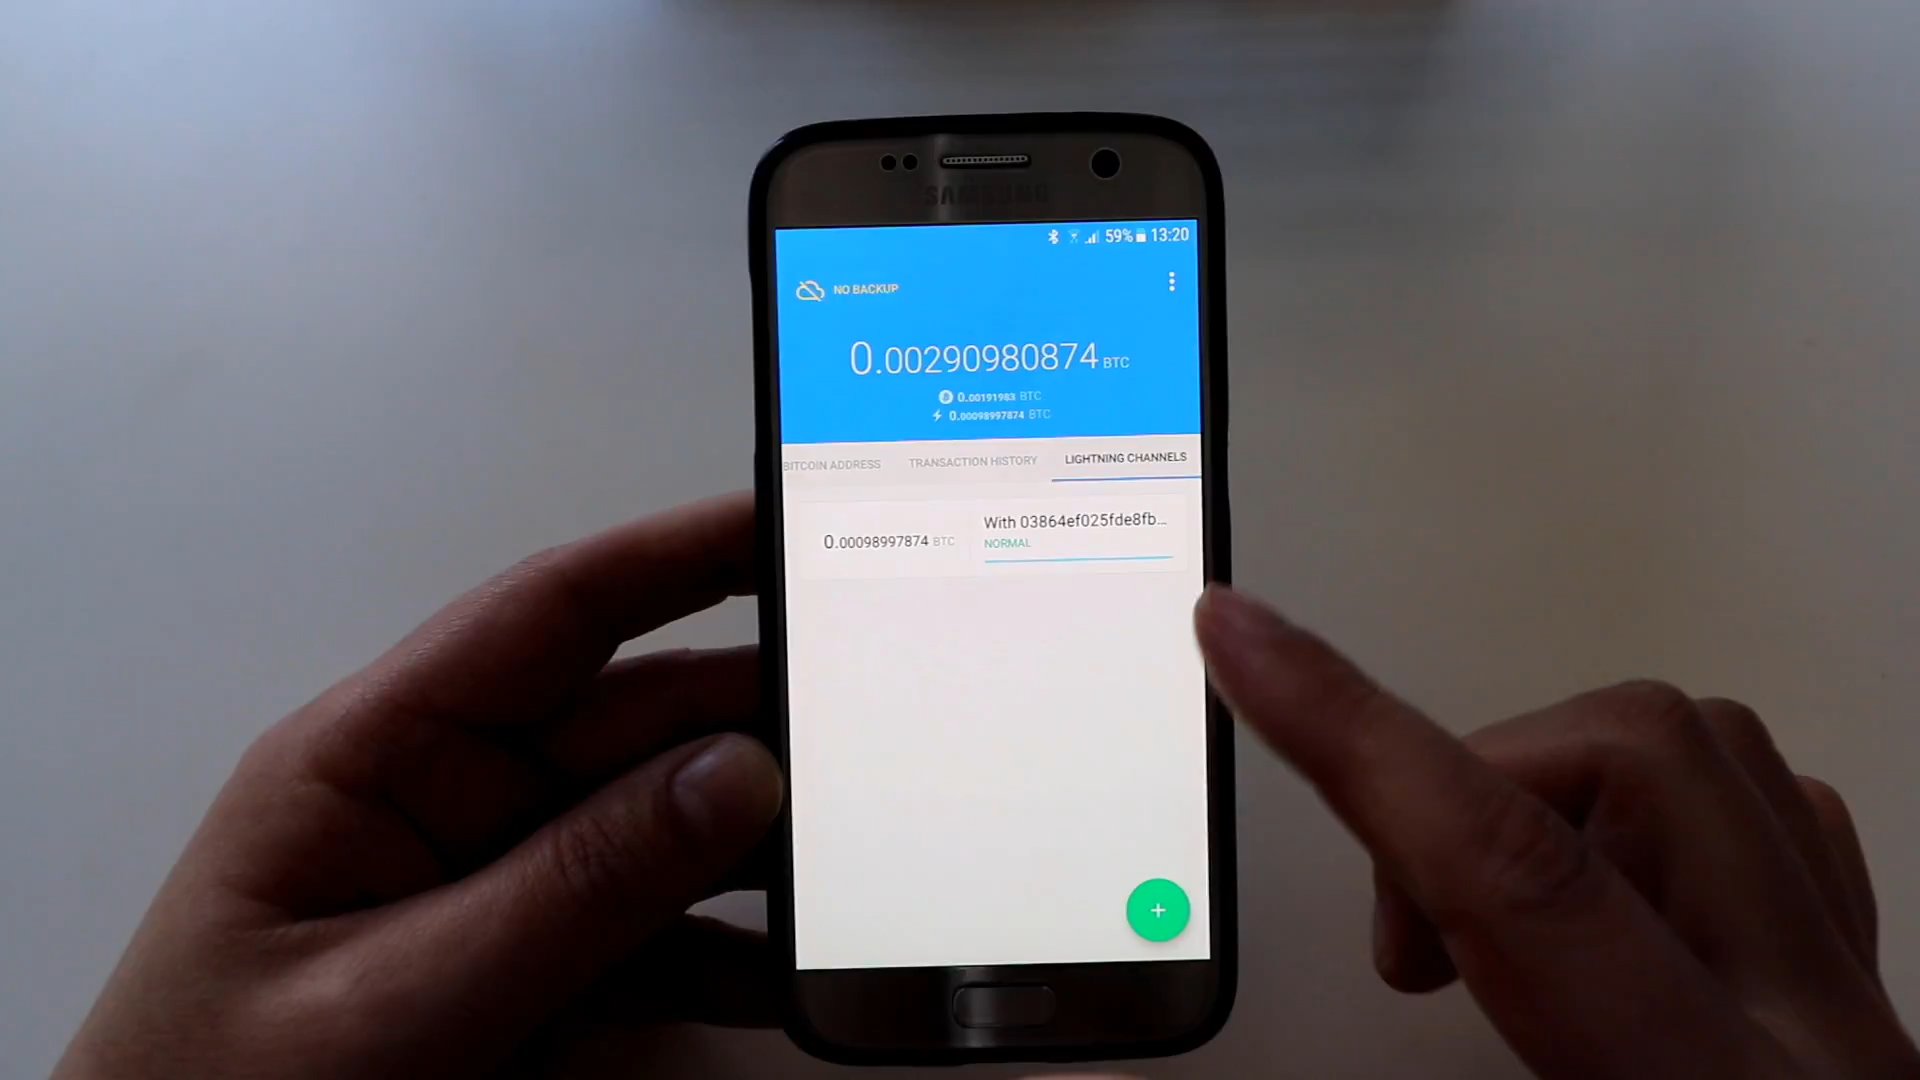 SAMSUNG
59% 13:20
NO BACKUP
0.00290980874 BTC
0.00191983 BTC
0.00098997874 BTC
BITCOIN ADDRESS TRANSACTION HISTORY LIGHTNING CHANNELS
With 03864ef025fde8fb...
0.00098997874 BTC
NORMAL
+